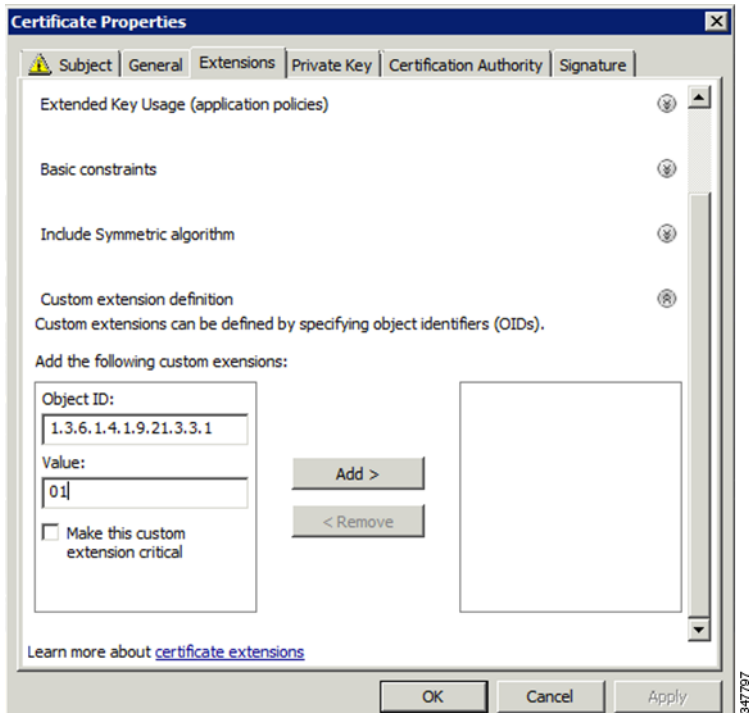 Certificate Properties
Subject General Extensions Private Key Certification Authority Signature
Extended Key Usage (application policies)
Basic constraints
Include Symmetric algorithm
Custom extension definition
Custom extensions can be defined by specifying object identifiers (OIDs).
Add the following custom exensions:
Object ID:
1.3.6.1.4.1.9.21.3.3.1
Value:
01
Make this custom
extension critical
Add >
< Remove
Learn more about certificate extensions
OK Cancel Apply
347797